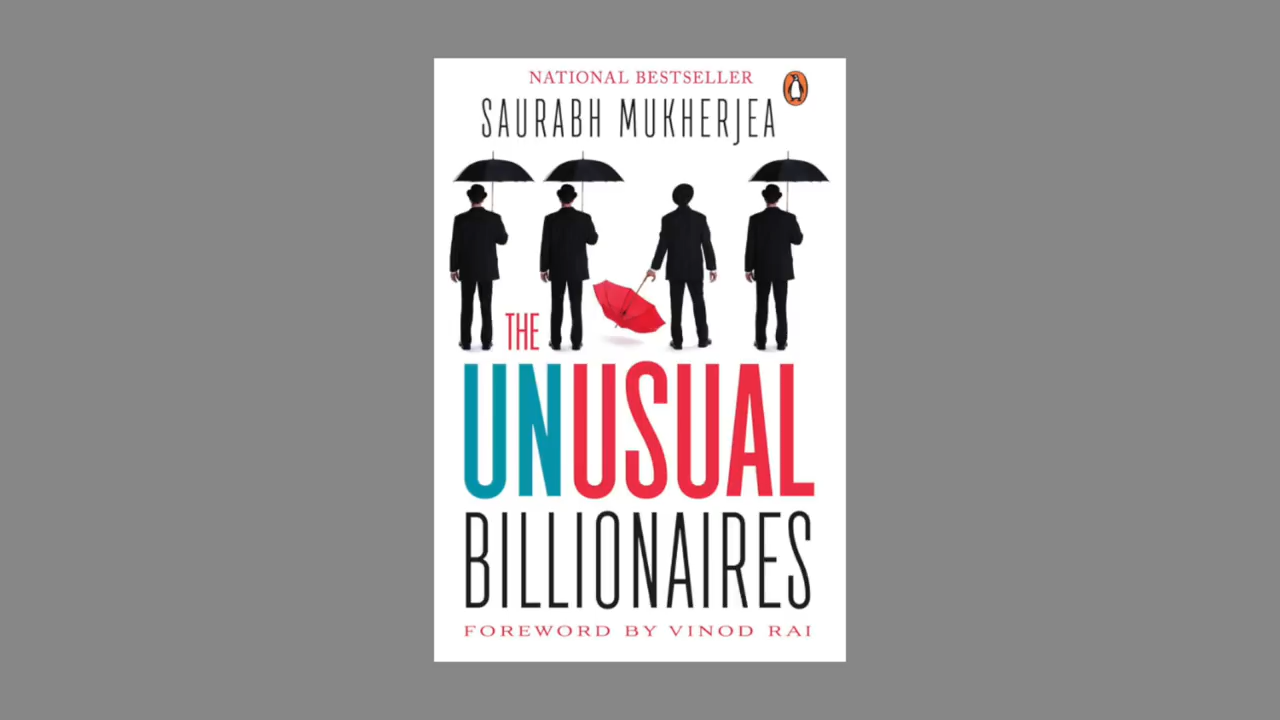 NATIONAL BESTSELLER
SAURABH MUKHERJEA
THE
UNUSUAL
BILLIONAIRES
FOREWORD BY VINOD RAI